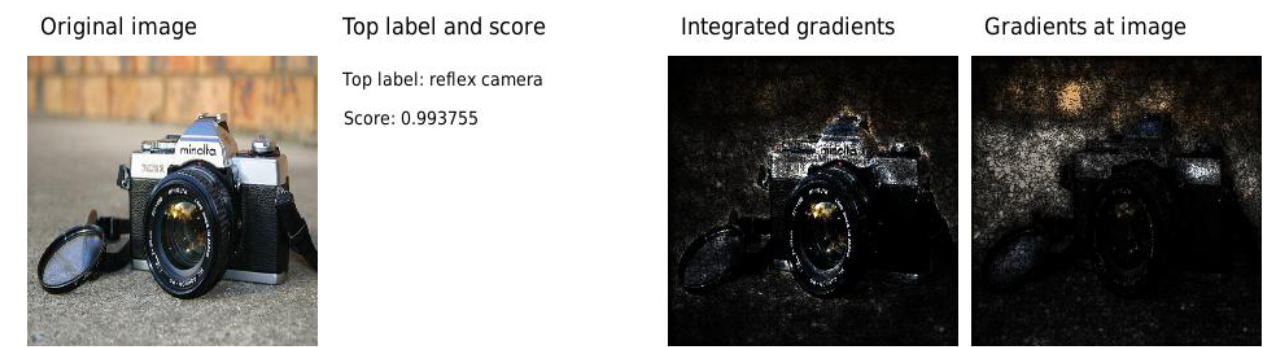 Original image
Top label and score
Integrated gradients
Gradients at image
Top label: reflex camera
Score: 0.993755
minolta
minolta